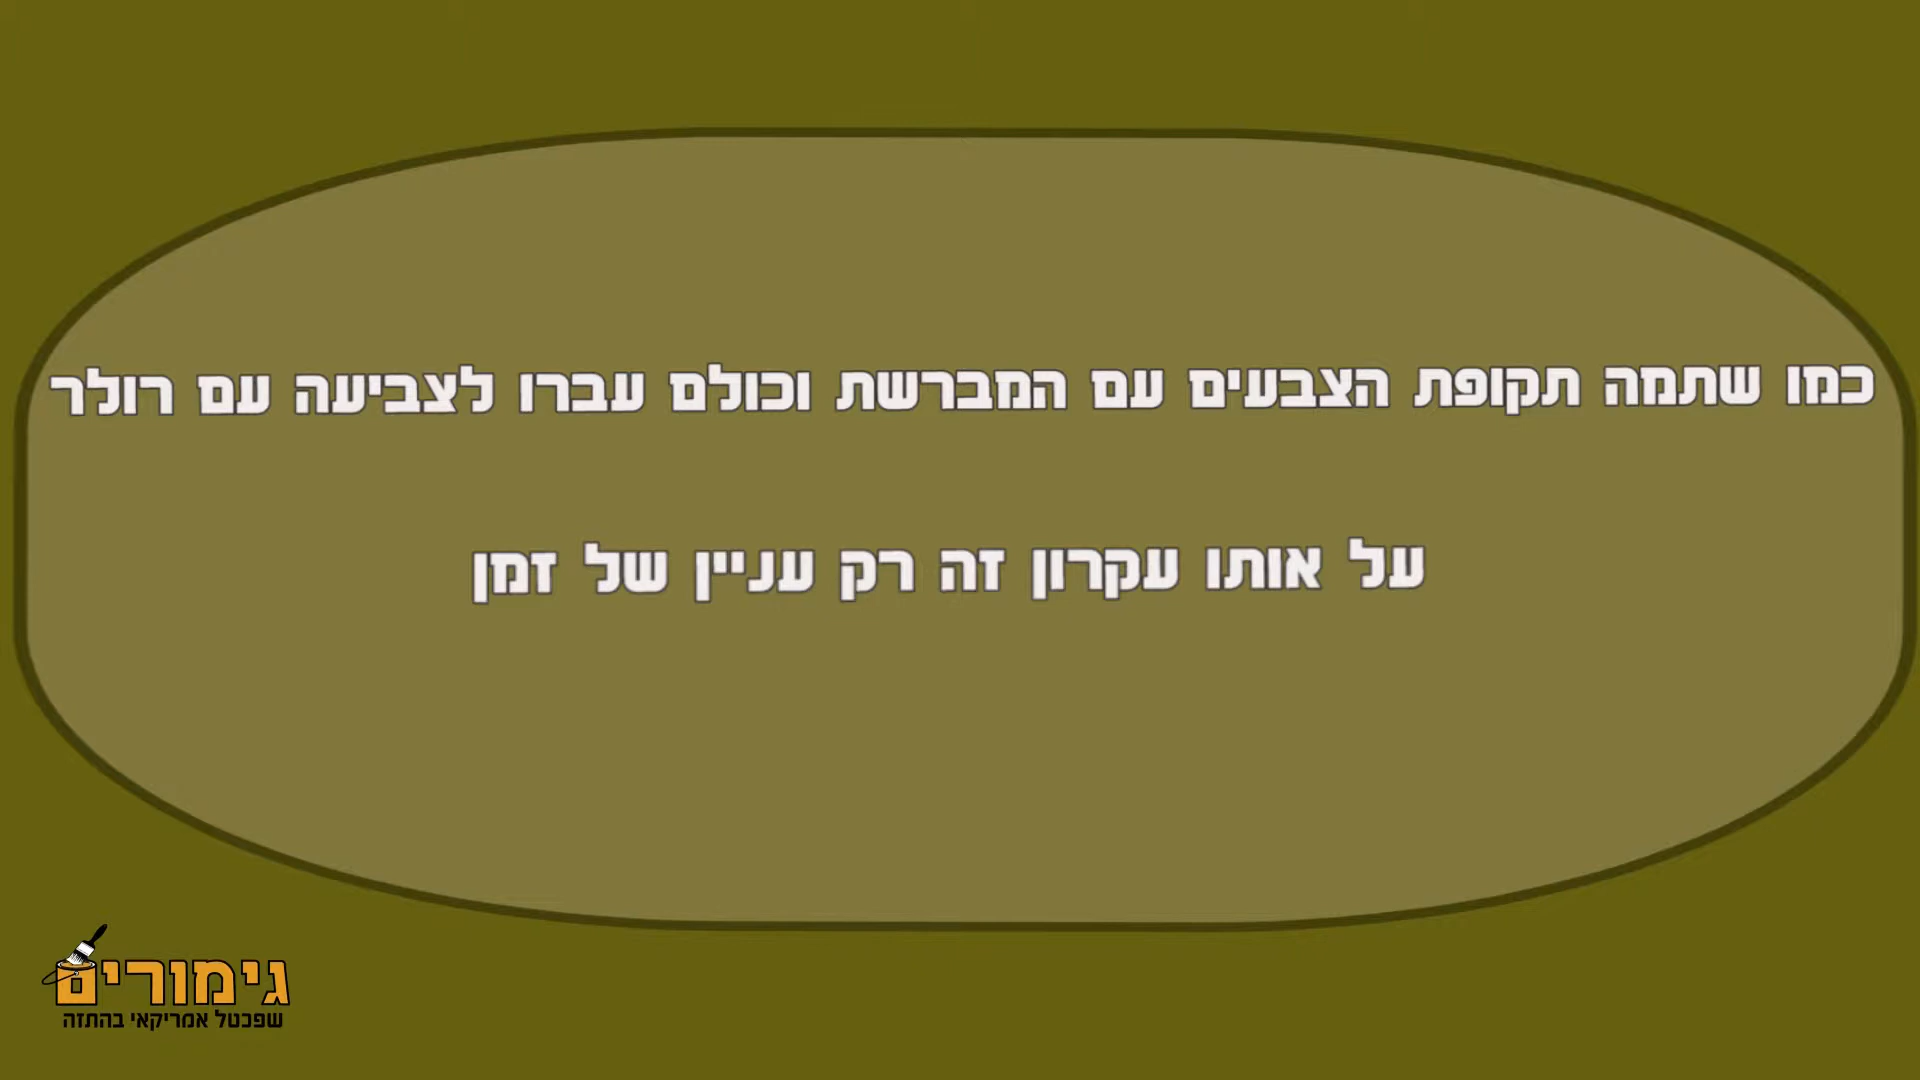 כמו שתמה תקופת הצבעים עם המברשת וכולם עברו לצביעה עם רולר
על אותו עקרון זה רק עניין של זמן
גימורים
שפכטל אמריקאי בהתזה